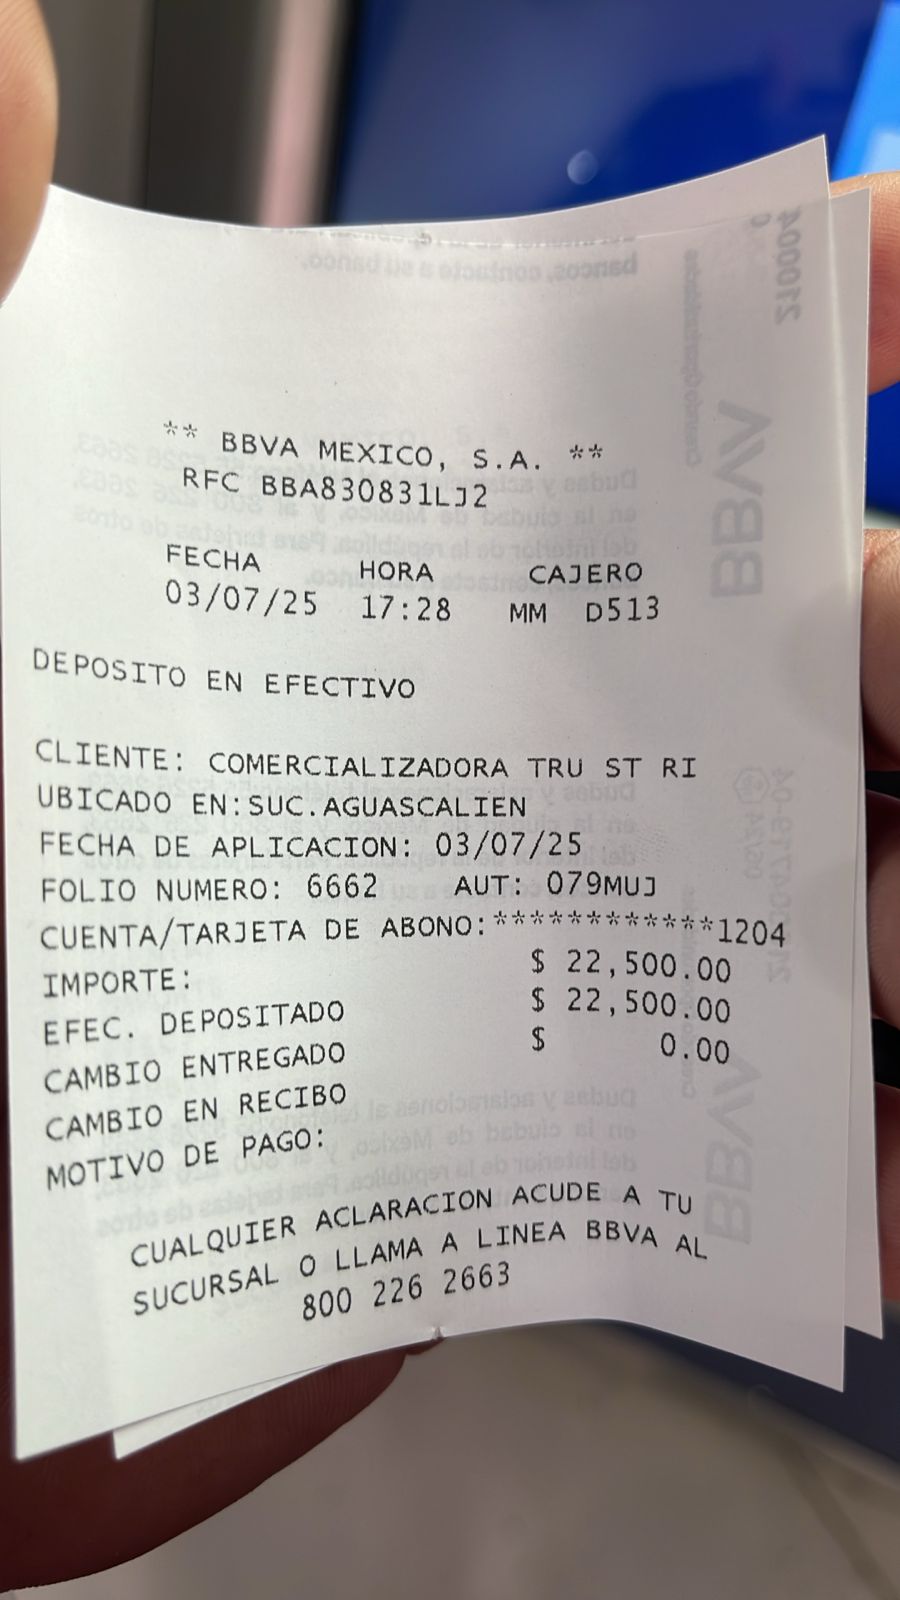 ** BBVA MEXICO, S.A. **
RFC BBA830831LJ2
FECHA HORA CAJERO
03/07/25 17:28 MM D513
DEPOSITO EN EFECTIVO
CLIENTE: COMERCIALIZADORA TRU ST RI
UBICADO EN:SUC.AGUASCALIEN
FECHA DE APLICACION: 03/07/25
FOLIO NUMERO: 6662 AUT: 079MUJ
CUENTA/TARJETA DE ABONO:************1204
IMPORTE: $ 22,500.00
EFEC. DEPOSITADO $ 22,500.00
CAMBIO ENTREGADO $ 0.00
CAMBIO EN RECIBO
MOTIVO DE PAGO:
CUALQUIER ACLARACION ACUDE A TU
SUCURSAL O LLAMA A LINEA BBVA AL
800 226 2663
BBVA
BBVA